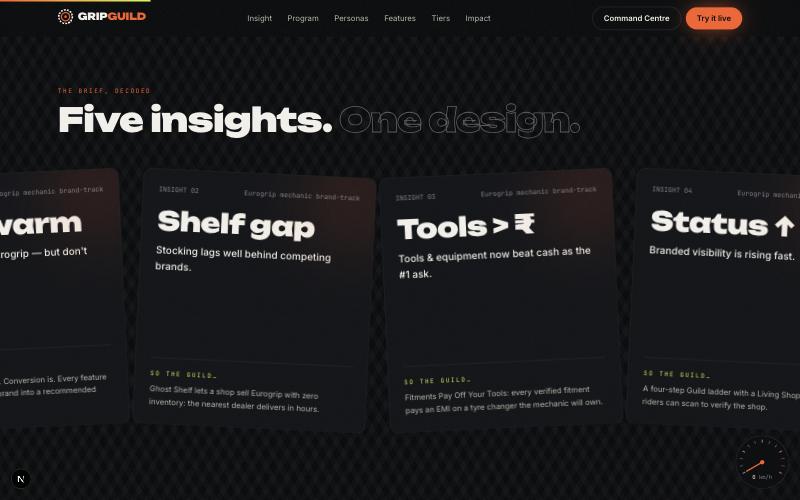 GRIPGUILD
Insight
Program
Personas
Features
Tiers
Impact
Command Centre
Try it live
THE BRIEF, DECODED
Five insights. One design.
Eurogrip mechanic brand-track
INSIGHT 02
Eurogrip mechanic brand-track
Shelf gap
Stocking lags well behind competing
brands.
SO THE GUILD…
Ghost Shelf lets a shop sell Eurogrip with zero
inventory: the nearest dealer delivers in hours.
INSIGHT 03
Eurogrip mechanic brand-track
Tools > ₹
Tools & equipment now beat cash as the
#1 ask.
SO THE GUILD…
Fitments Pay Off Your Tools: every verified fitment
pays an EMI on a tyre changer the mechanic will own.
INSIGHT 04
Eurogrip
Status ↑
Branded visibility is rising fast.
SO THE GUILD…
A four-step Guild ladder with a Living
riders can scan to verify the shop.
— but don't
Conversion is. Every feature
into a recommended
N
0 km/h